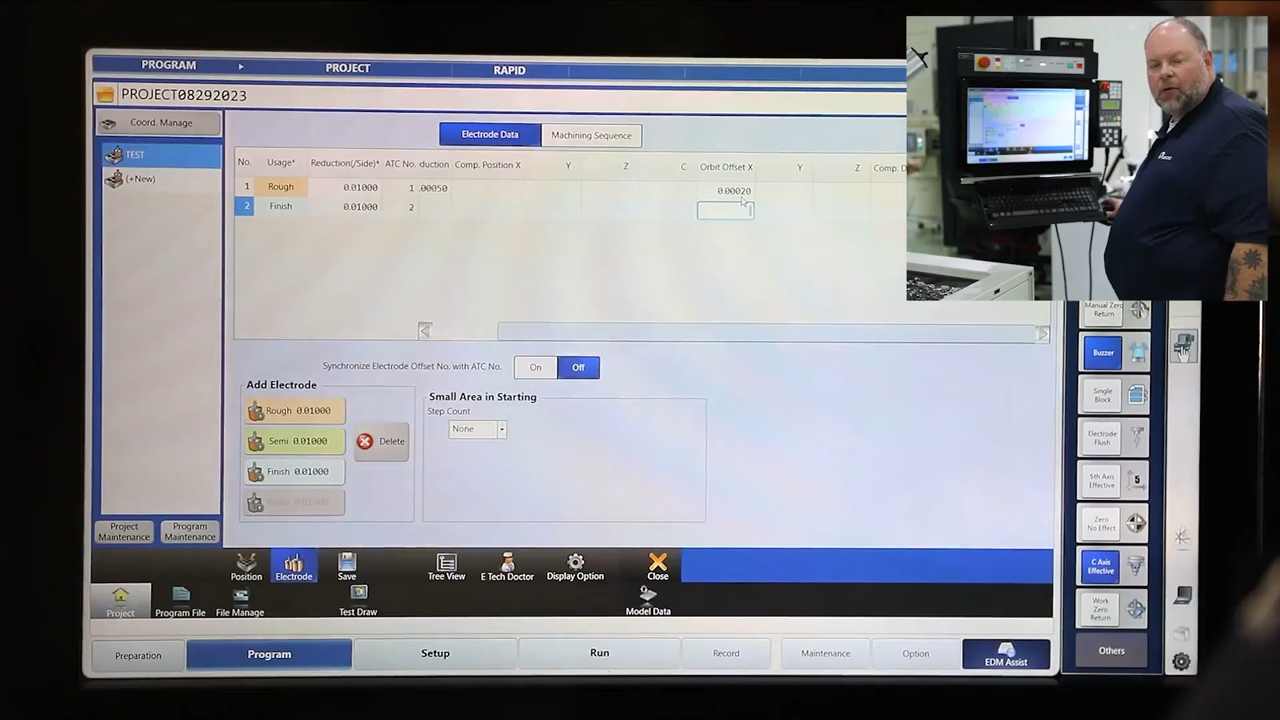 PROGRAM ▸ PROJECT RAPID
PROJECT08292023
Coord. Manage
TEST
(+New)
Electrode Data Machining Sequence
No. Usage* Reduction(/Side)* ATC No. duction Comp. Position X Y Z C Orbit Offset X Y Z Comp. D
1 Rough 0.01000 1 .00050 0.00020
2 Finish 0.01000 2
Synchronize Electrode Offset No. with ATC No. On Off
Add Electrode
Rough 0.01000
Semi 0.01000
Finish 0.01000
Delete
Small Area in Starting
Step Count
None
Project Maintenance
Program Maintenance
Position Electrode Save Tree View E Tech Doctor Display Option Close
Project Program File File Manage Test Draw Model Data
Preparation Program Setup Run Record Maintenance Option EDM Assist
Manual Zero
Return
Buzzer
Single
Block
Electrode
Flush
5th Axis
Effective
5
Zero
No Effect
C Axis
Effective
Work
Zero
Return
Others